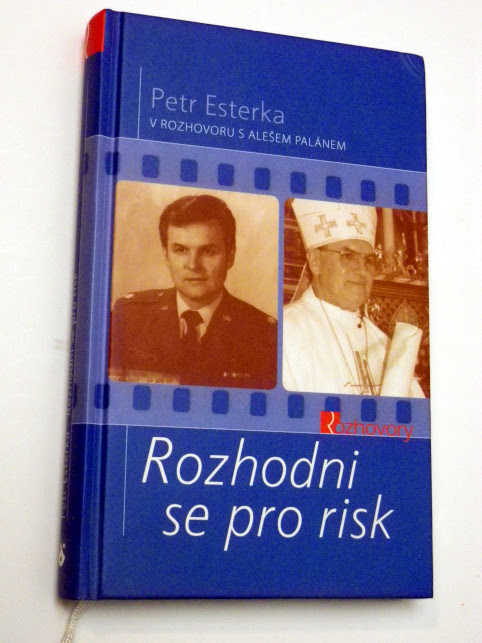 Petr Esterka
V ROZHOVORU S ALEŠEM PALÁNEM
Rozhovory
Rozhodni
se pro risk